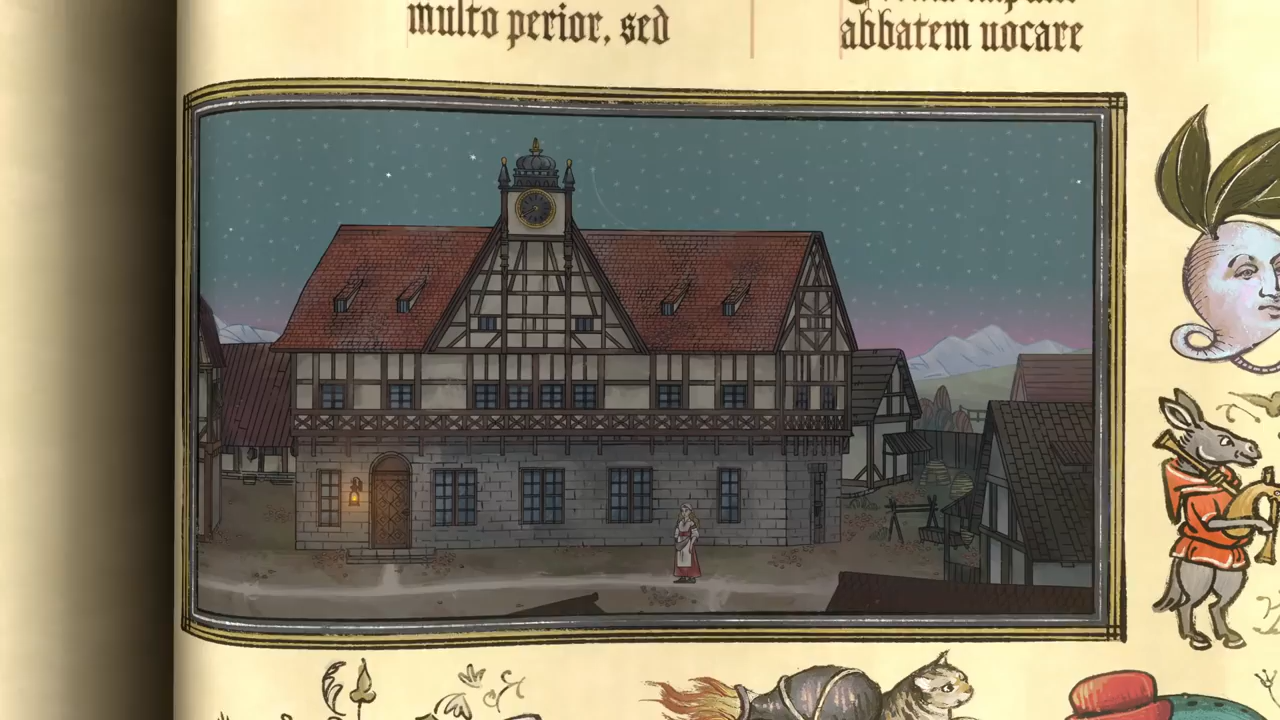 multo perior, sed
abbatem uocare